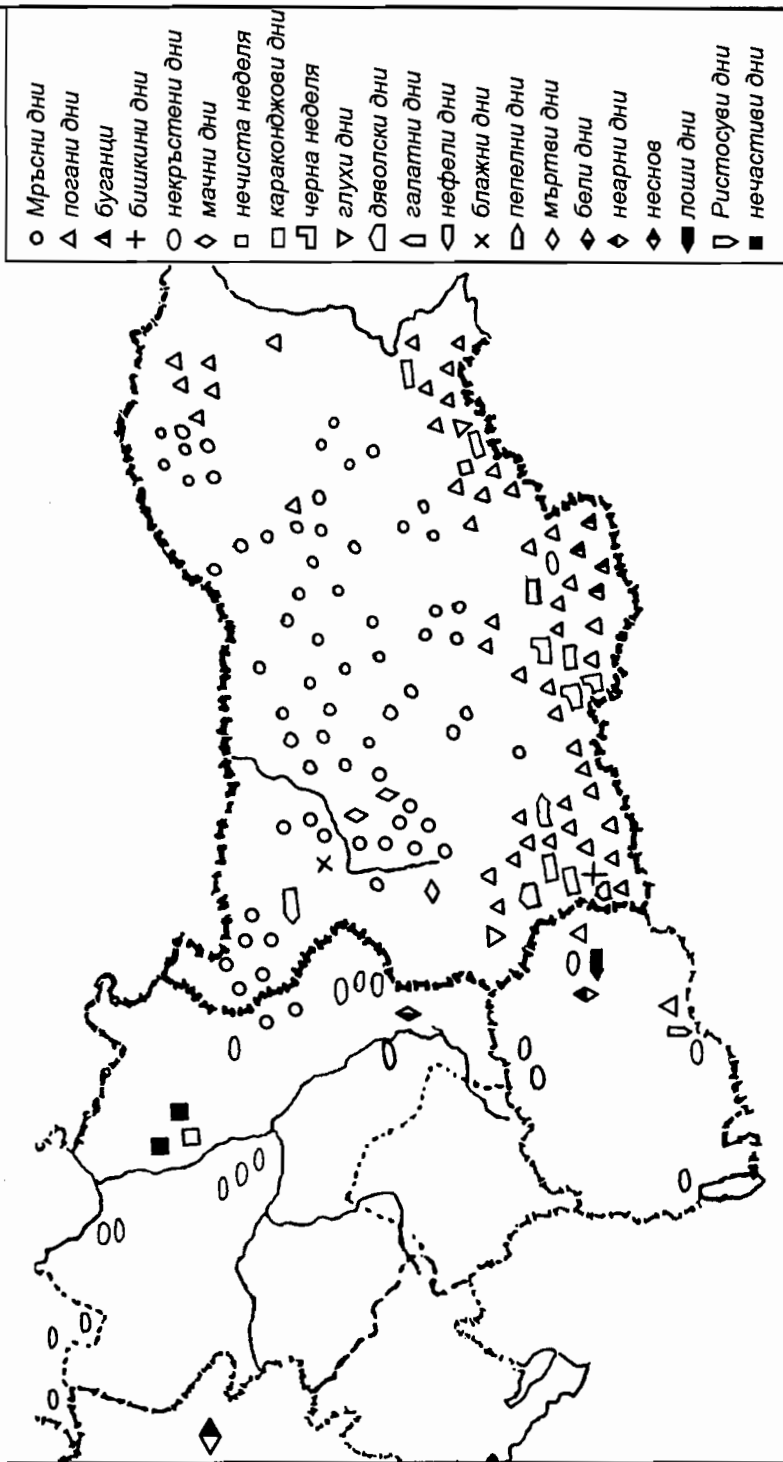 Мръсни дни
погани дни
буганци
бишкини дни
некръстени дни
мачни дни
нечиста неделя
караконджови дни
черна неделя
глухи дни
дяволски дни
галатни дни
нефели дни
блажни дни
пепелни дни
мъртви дни
бели дни
неарни дни
неснов
лоши дни
Ристосуви дни
нечастиви дни